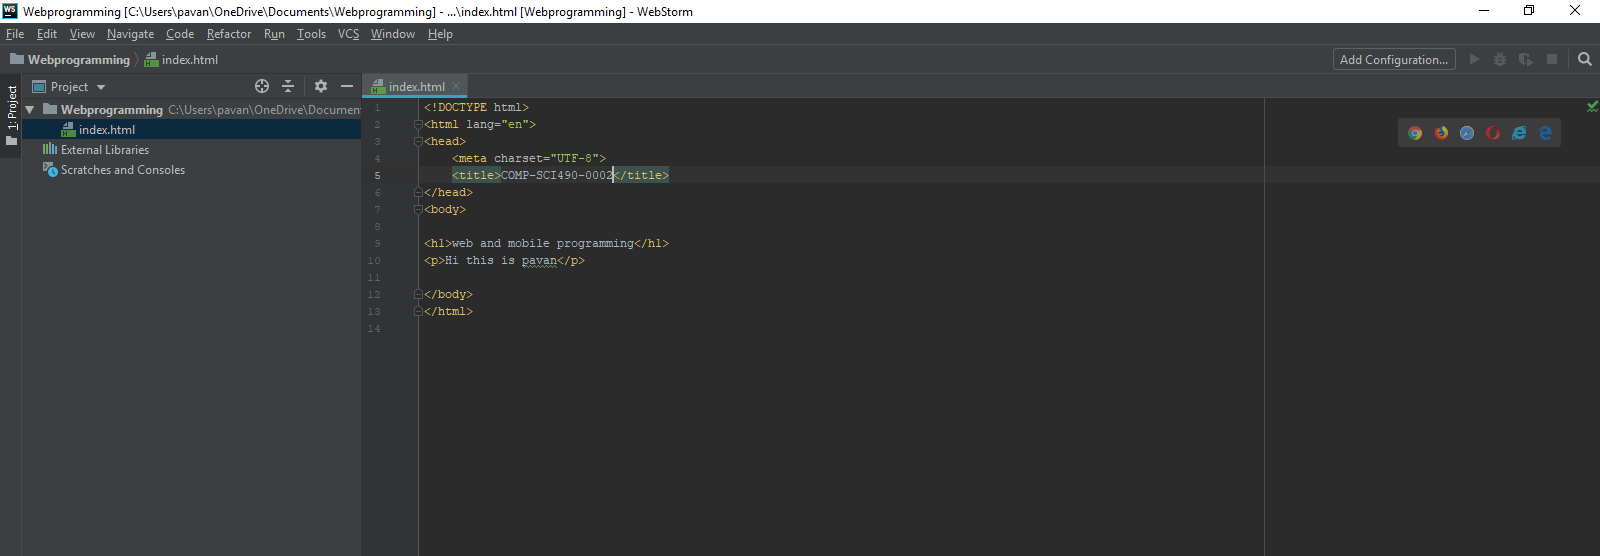 WS Webprogramming [C:\Users\pavan\OneDrive\Documents\Webprogramming] - ...\index.html [Webprogramming] - WebStorm
File Edit View Navigate Code Refactor Run Tools VCS Window Help
Webprogramming index.html Add Configuration...
Project index.html
1: Project
Webprogramming C:\Users\pavan\OneDrive\Documen
index.html
External Libraries
Scratches and Consoles
1 <!DOCTYPE html>
2 <html lang="en">
3 <head>
4 <meta charset="UTF-8">
5 <title>COMP-SCI490-0002</title>
6 </head>
7 <body>
8
9 <h1>web and mobile programming</h1>
10 <p>Hi this is pavan</p>
11
12 </body>
13 </html>
14